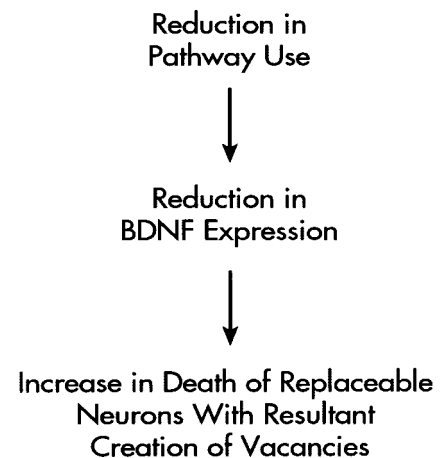 Reduction in
Pathway Use
Reduction in
BDNF Expression
Increase in Death of Replaceable
Neurons With Resultant
Creation of Vacancies